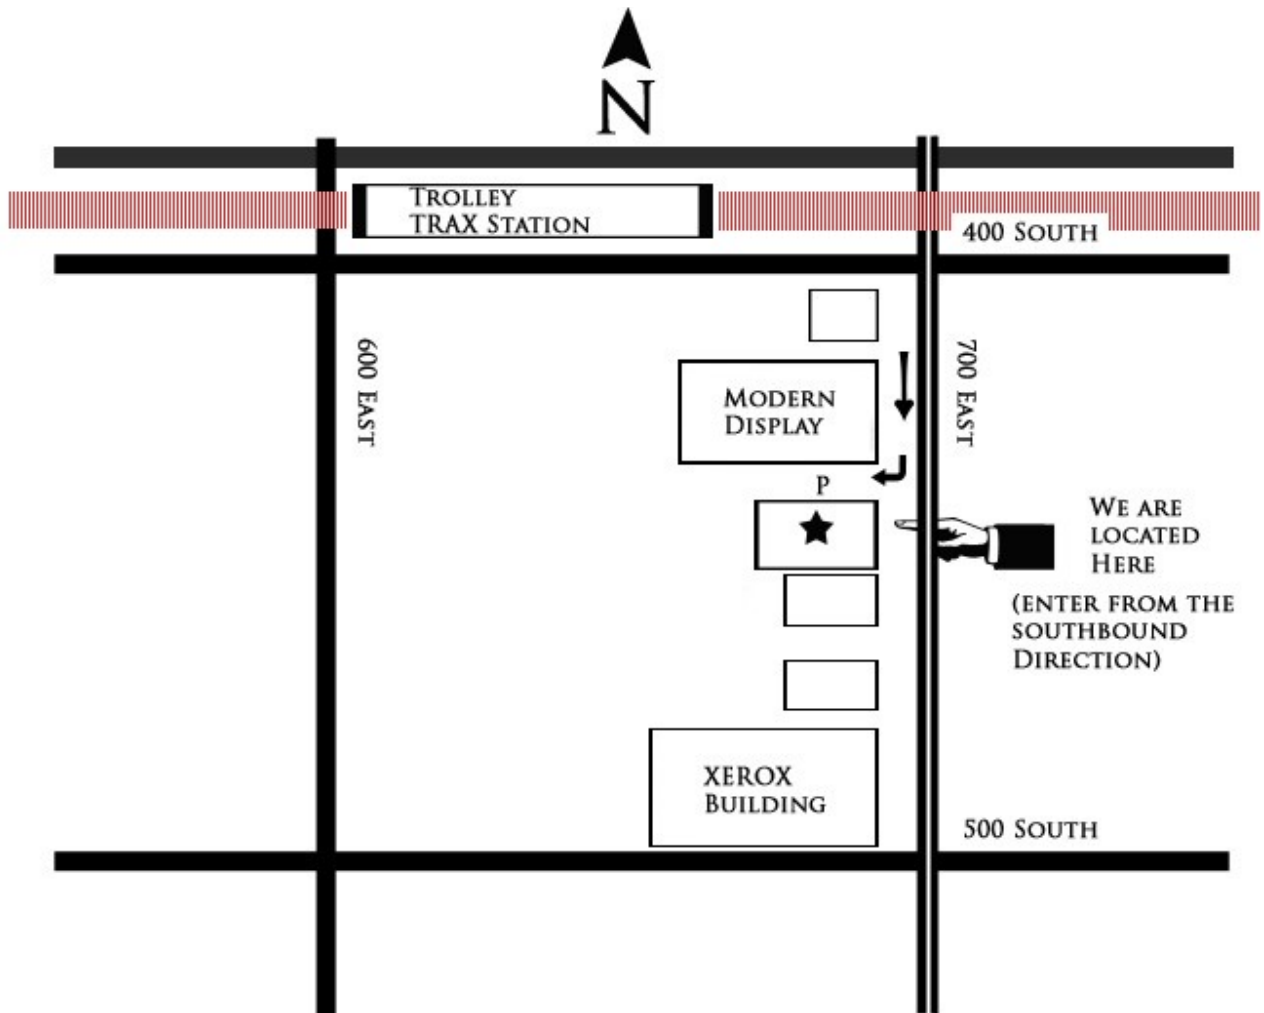 N
Trolley
TRAX Station
400 South
600 East
700 East
Modern
Display
P
We are
located
Here
(enter from the
southbound
Direction)
XEROX
Building
500 South